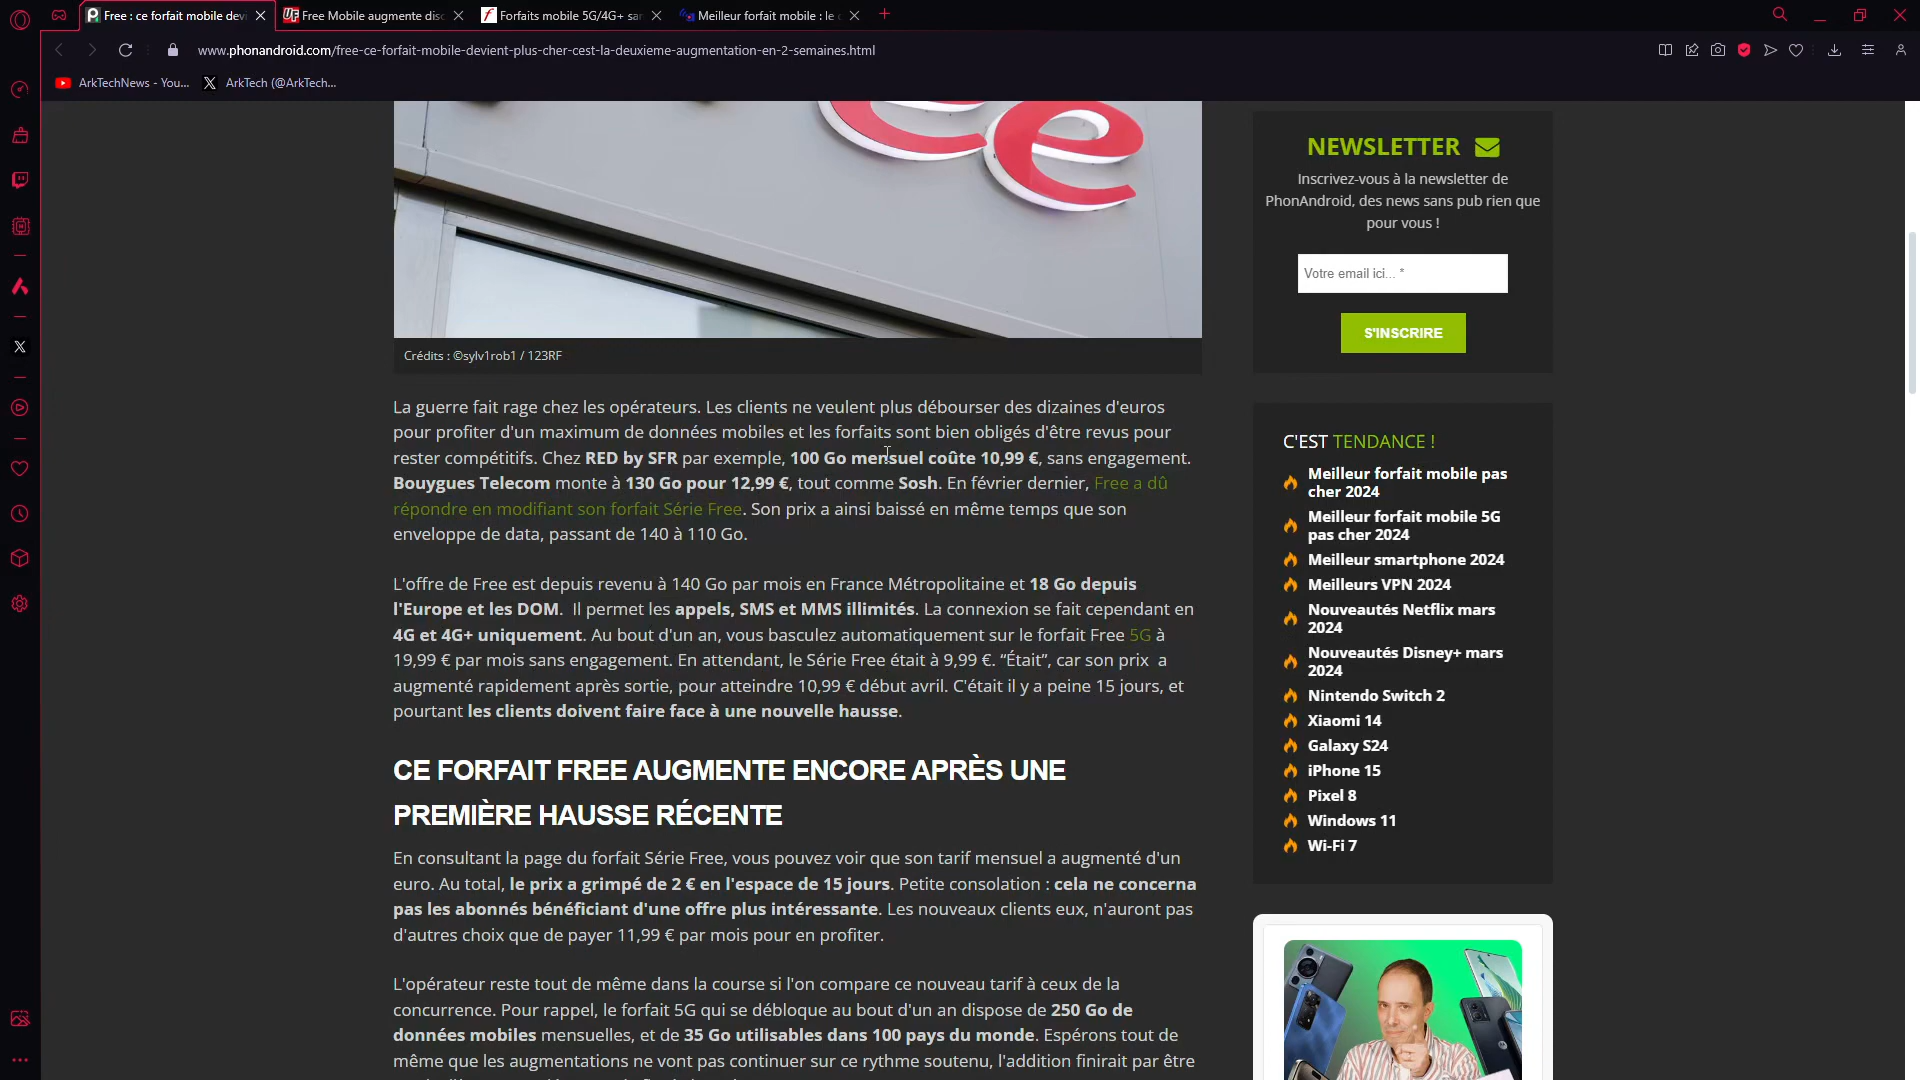 Free : ce forfait mobile dev
Free Mobile augmente dis
Forfaits mobile 5G/4G+ sa
Meilleur forfait mobile : le
www.phonandroid.com/free-ce-forfait-mobile-devient-plus-cher-cest-la-deuxieme-augmentation-en-2-semaines.html
ArkTechNews - You...
ArkTech (@ArkTech...
ce
Crédits : ©sylv1rob1 / 123RF
La guerre fait rage chez les opérateurs. Les clients ne veulent plus débourser des dizaines d'euros
pour profiter d'un maximum de données mobiles et les forfaits sont bien obligés d'être revus pour
rester compétitifs. Chez RED by SFR par exemple, 100 Go mensuel coûte 10,99 €, sans engagement.
Bouygues Telecom monte à 130 Go pour 12,99 €, tout comme Sosh. En février dernier, Free a dû
répondre en modifiant son forfait Série Free. Son prix a ainsi baissé en même temps que son
enveloppe de data, passant de 140 à 110 Go.
L'offre de Free est depuis revenu à 140 Go par mois en France Métropolitaine et 18 Go depuis
l'Europe et les DOM. Il permet les appels, SMS et MMS illimités. La connexion se fait cependant en
4G et 4G+ uniquement. Au bout d'un an, vous basculez automatiquement sur le forfait Free 5G à
19,99 € par mois sans engagement. En attendant, le Série Free était à 9,99 €. “Était”, car son prix a
augmenté rapidement après sortie, pour atteindre 10,99 € début avril. C'était il y a peine 15 jours, et
pourtant les clients doivent faire face à une nouvelle hausse.
CE FORFAIT FREE AUGMENTE ENCORE APRÈS UNE
PREMIÈRE HAUSSE RÉCENTE
En consultant la page du forfait Série Free, vous pouvez voir que son tarif mensuel a augmenté d'un
euro. Au total, le prix a grimpé de 2 € en l'espace de 15 jours. Petite consolation : cela ne concerna
pas les abonnés bénéficiant d'une offre plus intéressante. Les nouveaux clients eux, n'auront pas
d'autres choix que de payer 11,99 € par mois pour en profiter.
L'opérateur reste tout de même dans la course si l'on compare ce nouveau tarif à ceux de la
concurrence. Pour rappel, le forfait 5G qui se débloque au bout d'un an dispose de 250 Go de
données mobiles mensuelles, et de 35 Go utilisables dans 100 pays du monde. Espérons tout de
même que les augmentations ne vont pas continuer sur ce rythme soutenu, l'addition finirait par être
NEWSLETTER
Inscrivez-vous à la newsletter de
PhonAndroid, des news sans pub rien que
pour vous !
Votre email ici... *
S'INSCRIRE
C'EST TENDANCE !
Meilleur forfait mobile pas
cher 2024
Meilleur forfait mobile 5G
pas cher 2024
Meilleur smartphone 2024
Meilleurs VPN 2024
Nouveautés Netflix mars
2024
Nouveautés Disney+ mars
2024
Nintendo Switch 2
Xiaomi 14
Galaxy S24
iPhone 15
Pixel 8
Windows 11
Wi-Fi 7